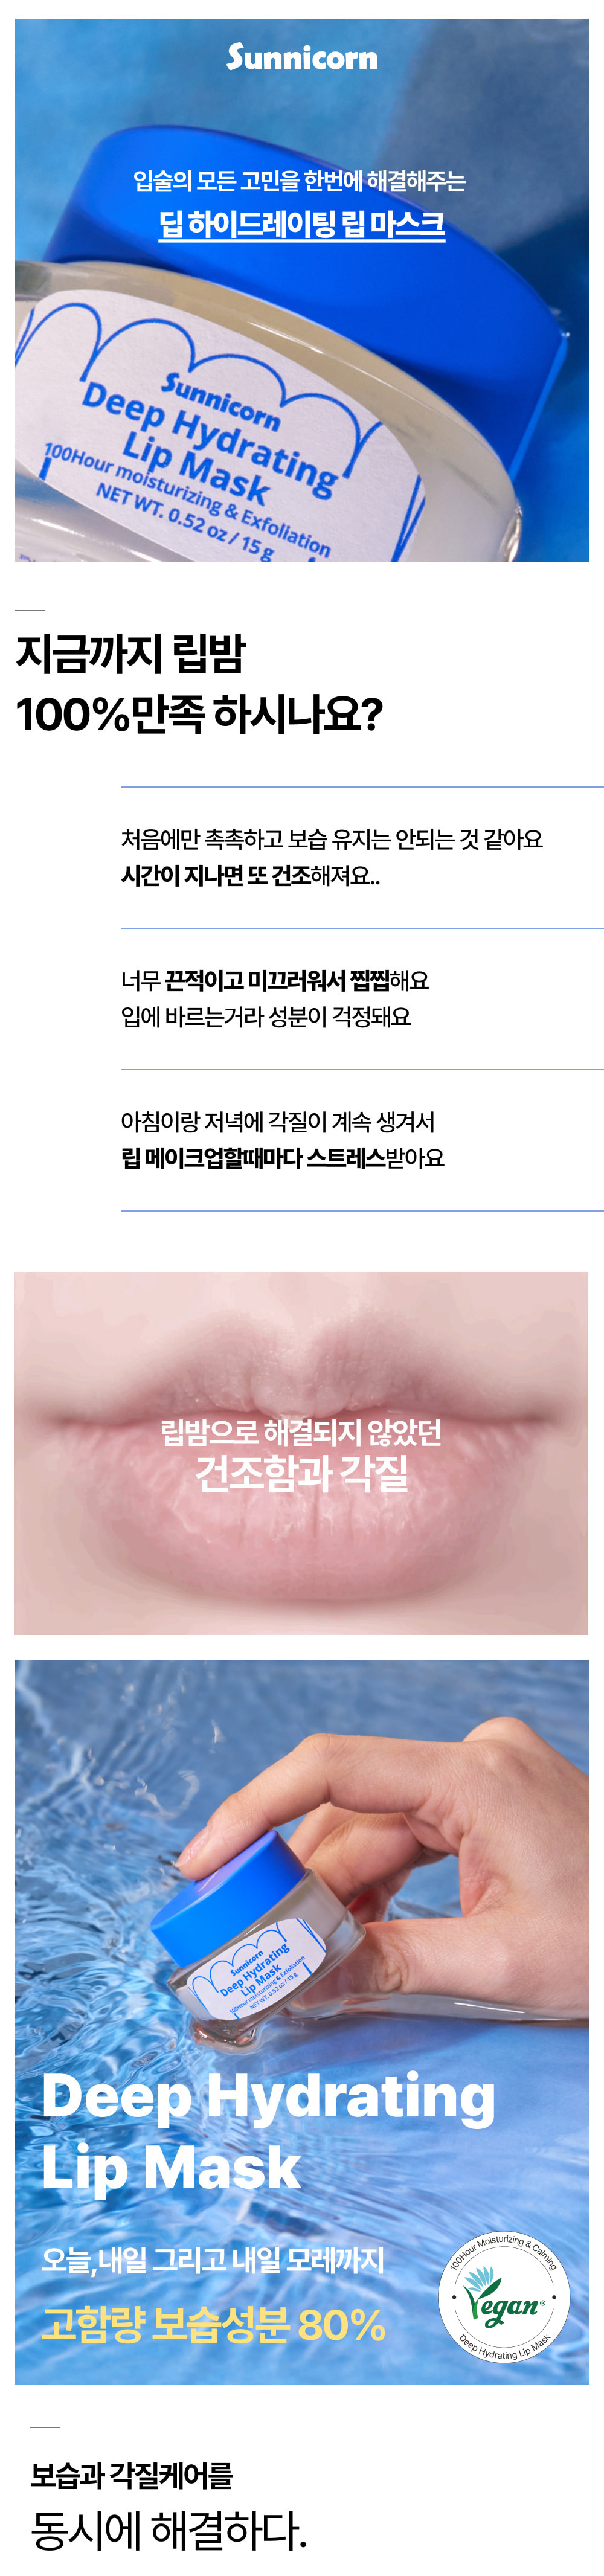 Sunnicorn
입술의 모든 고민을 한번에 해결해주는
딥 하이드레이팅 립 마스크
Sunnicorn
Deep Hydrating
Lip Mask
100Hour moisturizing & Exfoliation
NET WT. 0.52 oz / 15 g
지금까지 립밤
100%만족 하시나요?
처음에만 촉촉하고 보습 유지는 안되는 것 같아요
시간이 지나면 또 건조해져요..
너무 끈적이고 미끄러워서 찝찝해요
입에 바르는거라 성분이 걱정돼요
아침이랑 저녁에 각질이 계속 생겨서
립 메이크업할때마다 스트레스받아요
립밤으로 해결되지 않았던
건조함과 각질
Sunnicorn
Deep Hydrating
Lip Mask
100Hour moisturizing & Exfoliation
NET WT. 0.52 oz / 15 g
Deep Hydrating
Lip Mask
오늘,내일 그리고 내일 모레까지
고함량 보습성분 80%
100Hour Moisturizing & Calming
Vegan®
Deep Hydrating Lip Mask
보습과 각질케어를
동시에 해결하다.